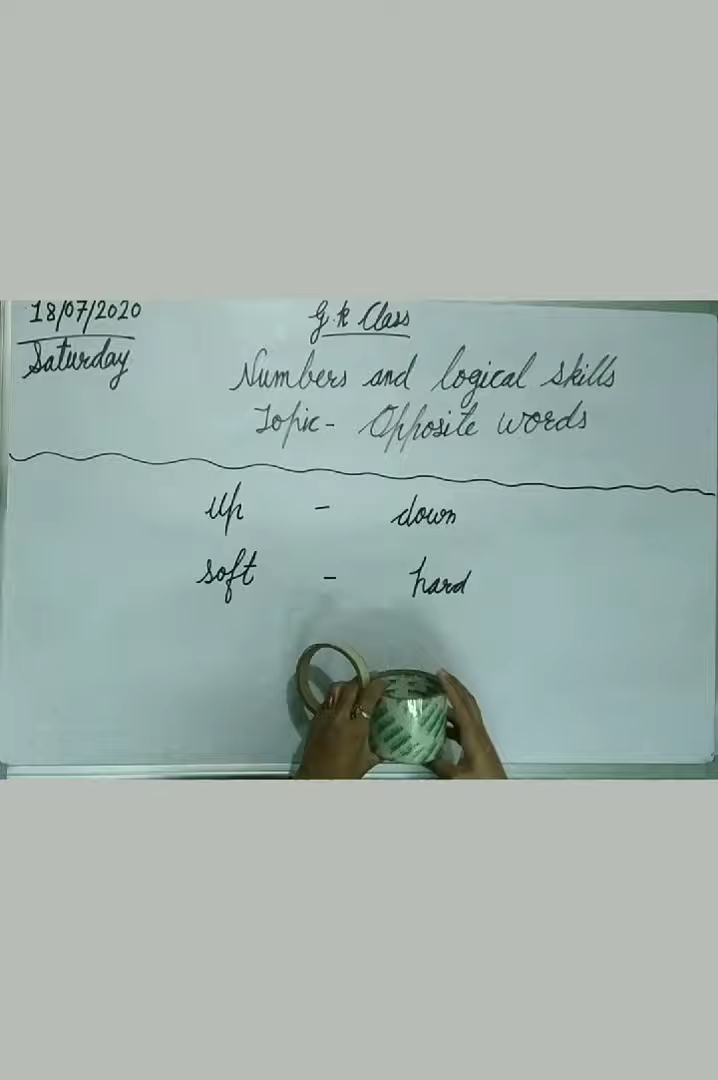 18/07/2020
Saturday
G.K Class
Numbers and logical skills
Topic - Opposite words
up - down
soft - hard